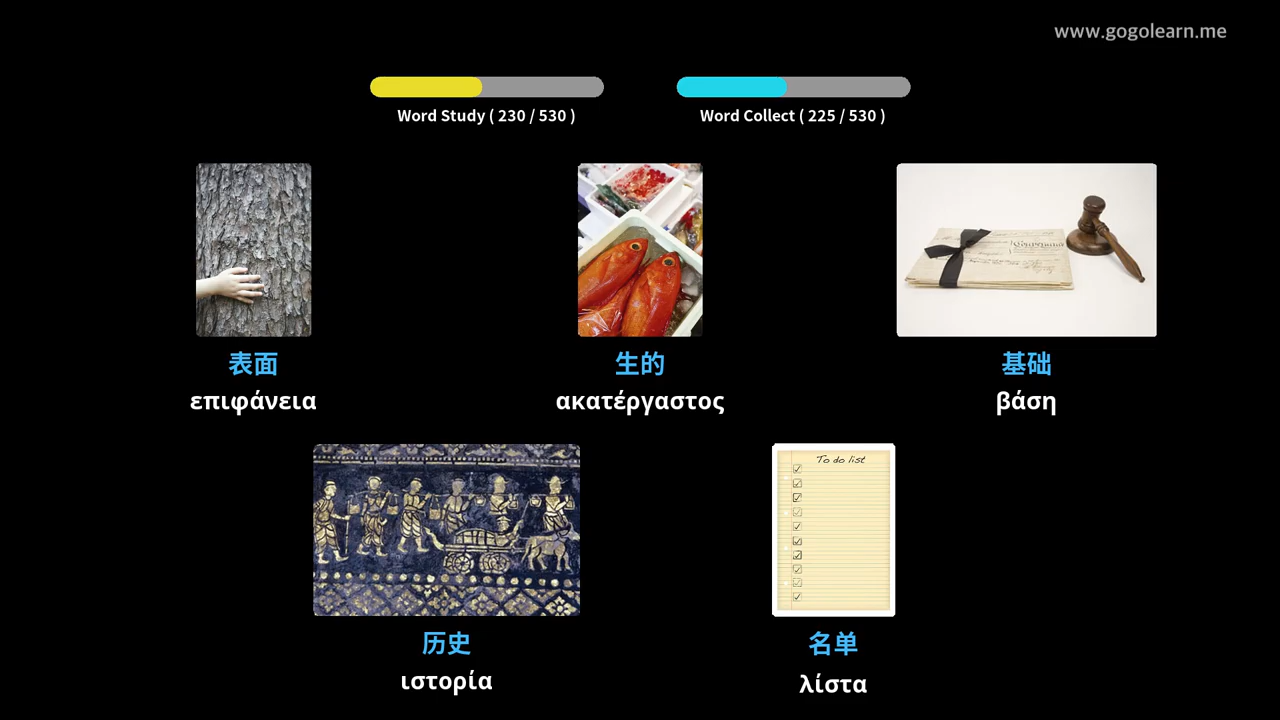 www.gogolearn.me
Word Study ( 230 / 530 )
Word Collect ( 225 / 530 )
表面
επιφάνεια
生的
ακατέργαστος
基础
βάση
To do list
历史
ιστορία
名单
λίστα